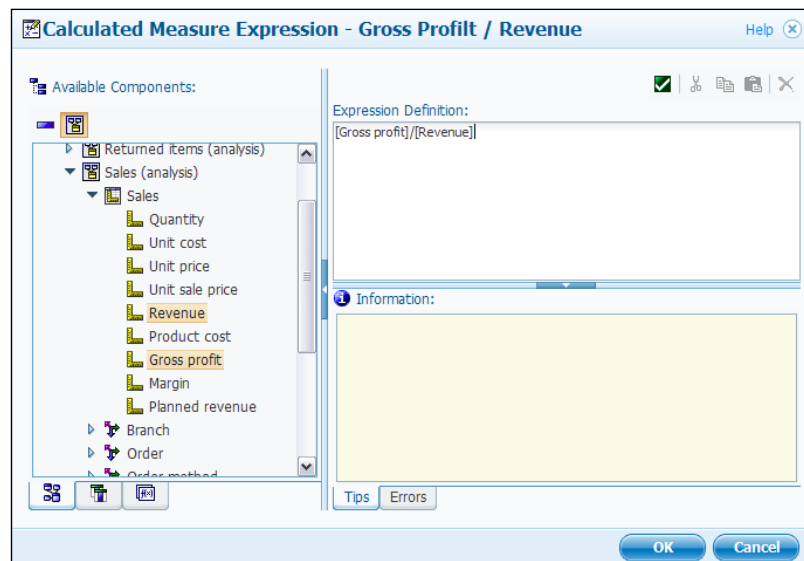 Calculated Measure Expression - Gross Profilt / Revenue
Help
Available Components:
Returned items (analysis)
Sales (analysis)
Sales
Quantity
Unit cost
Unit price
Unit sale price
Revenue
Product cost
Gross profit
Margin
Planned revenue
Branch
Order
Order method
Expression Definition:
[Gross profit]/[Revenue]
Information:
Tips
Errors
OK
Cancel